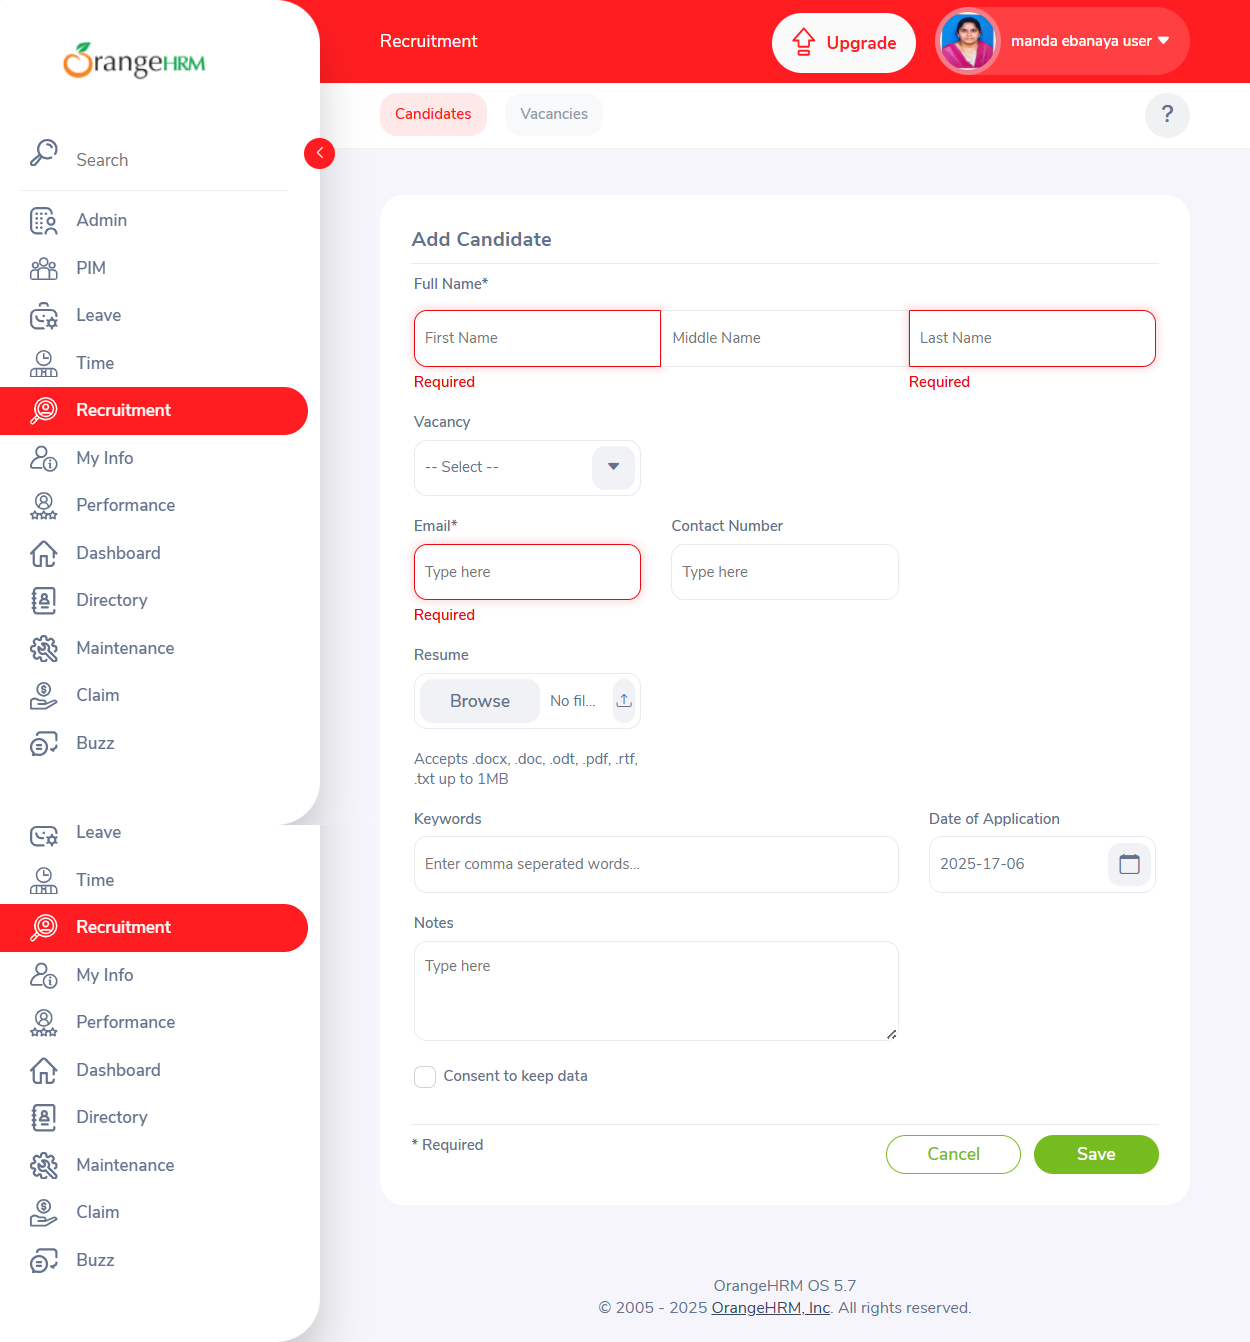 OrangeHRM
Recruitment
Upgrade
manda ebanaya user
Candidates
Vacancies
?
Search
Admin
PIM
Leave
Time
Recruitment
My Info
Performance
Dashboard
Directory
Maintenance
Claim
Buzz
Leave
Time
Recruitment
My Info
Performance
Dashboard
Directory
Maintenance
Claim
Buzz
Add Candidate
Full Name*
First Name
Middle Name
Last Name
Required
Required
Vacancy
-- Select --
Email*
Contact Number
Type here
Type here
Required
Resume
Browse
No fil...
Accepts .docx, .doc, .odt, .pdf, .rtf,
.txt up to 1MB
Keywords
Date of Application
Enter comma seperated words...
2025-17-06
Notes
Type here
Consent to keep data
* Required
Cancel
Save
OrangeHRM OS 5.7
© 2005 - 2025 OrangeHRM, Inc. All rights reserved.